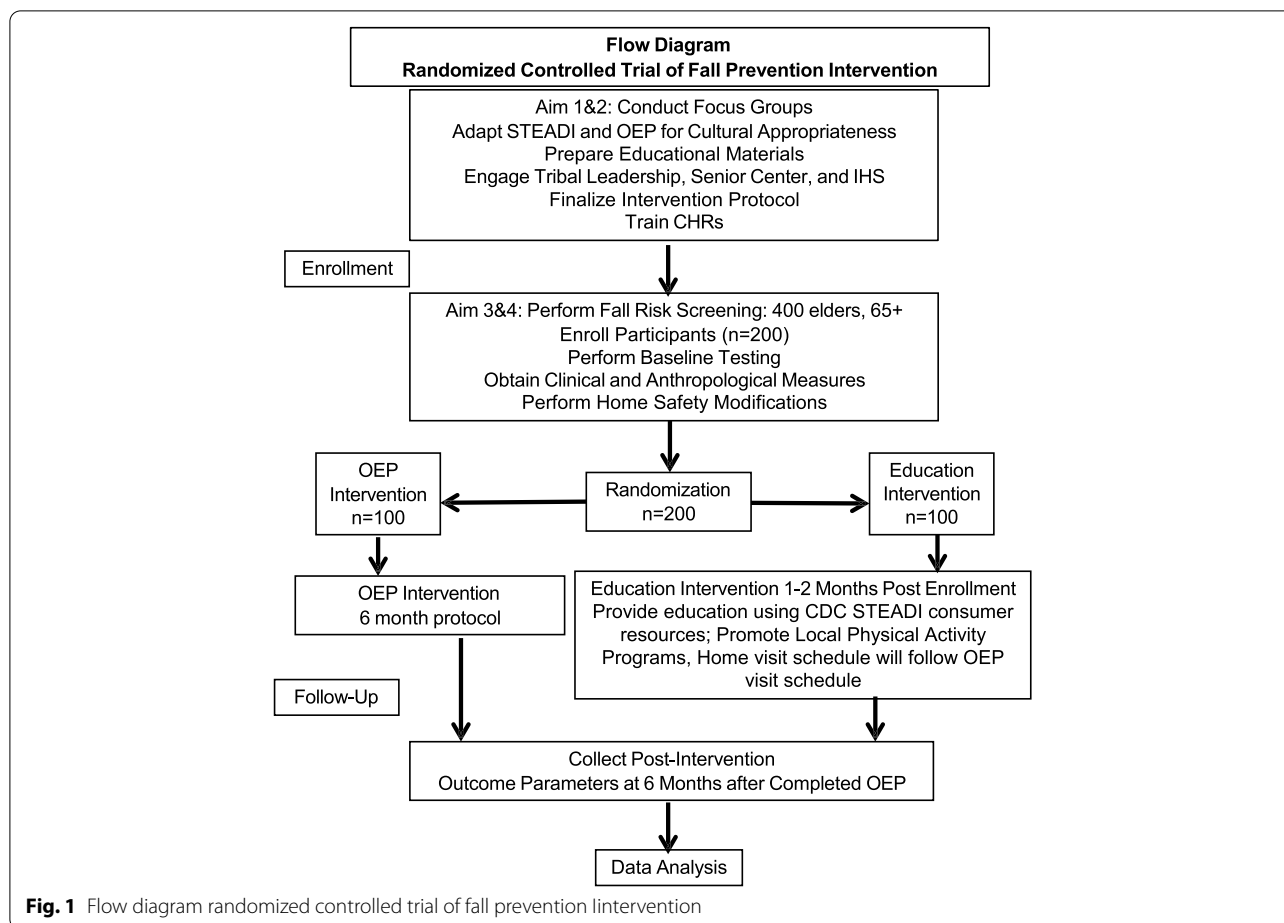 Flow Diagram
Randomized Controlled Trial of Fall Prevention Intervention
Aim 1&2: Conduct Focus Groups
Adapt STEADI and OEP for Cultural Appropriateness
Prepare Educational Materials
Engage Tribal Leadership, Senior Center, and IHS
Finalize Intervention Protocol
Train CHRs
Enrollment
Aim 3&4: Perform Fall Risk Screening: 400 elders, 65+
Enroll Participants (n=200)
Perform Baseline Testing
Obtain Clinical and Anthropological Measures
Perform Home Safety Modifications
OEP
Intervention
n=100
Randomization
n=200
Education
Intervention
n=100
OEP Intervention
6 month protocol
Education Intervention 1-2 Months Post Enrollment
Provide education using CDC STEADI consumer
resources; Promote Local Physical Activity
Programs, Home visit schedule will follow OEP
visit schedule
Follow-Up
Collect Post-Intervention
Outcome Parameters at 6 Months after Completed OEP
Data Analysis
Fig. 1 Flow diagram randomized controlled trial of fall prevention lintervention